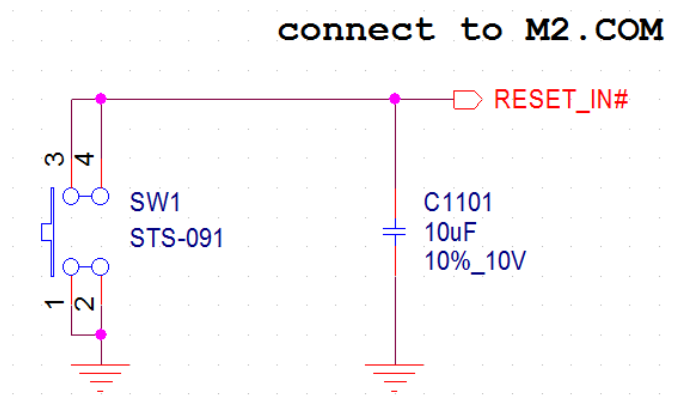 connect to M2.COM
RESET_IN#
3
4
SW1
STS-091
C1101
10uF
10%_10V
1
2